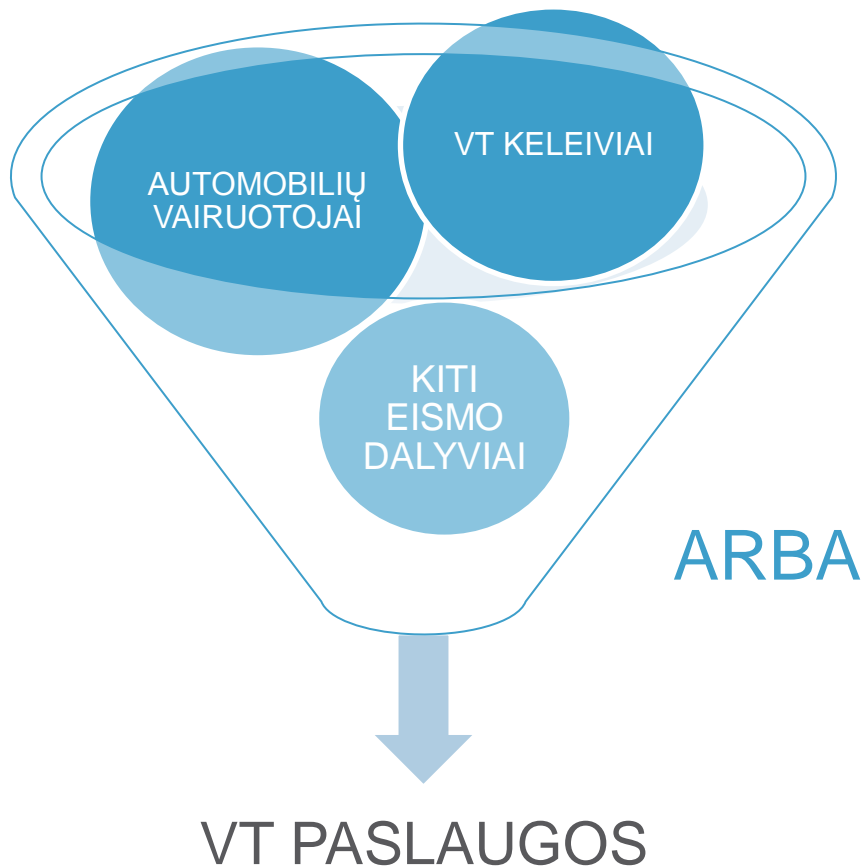 VT KELEIVIAI
AUTOMOBILIŲ
VAIRUOTOJAI
KITI
EISMO
DALYVIAI
ARBA
VT PASLAUGOS